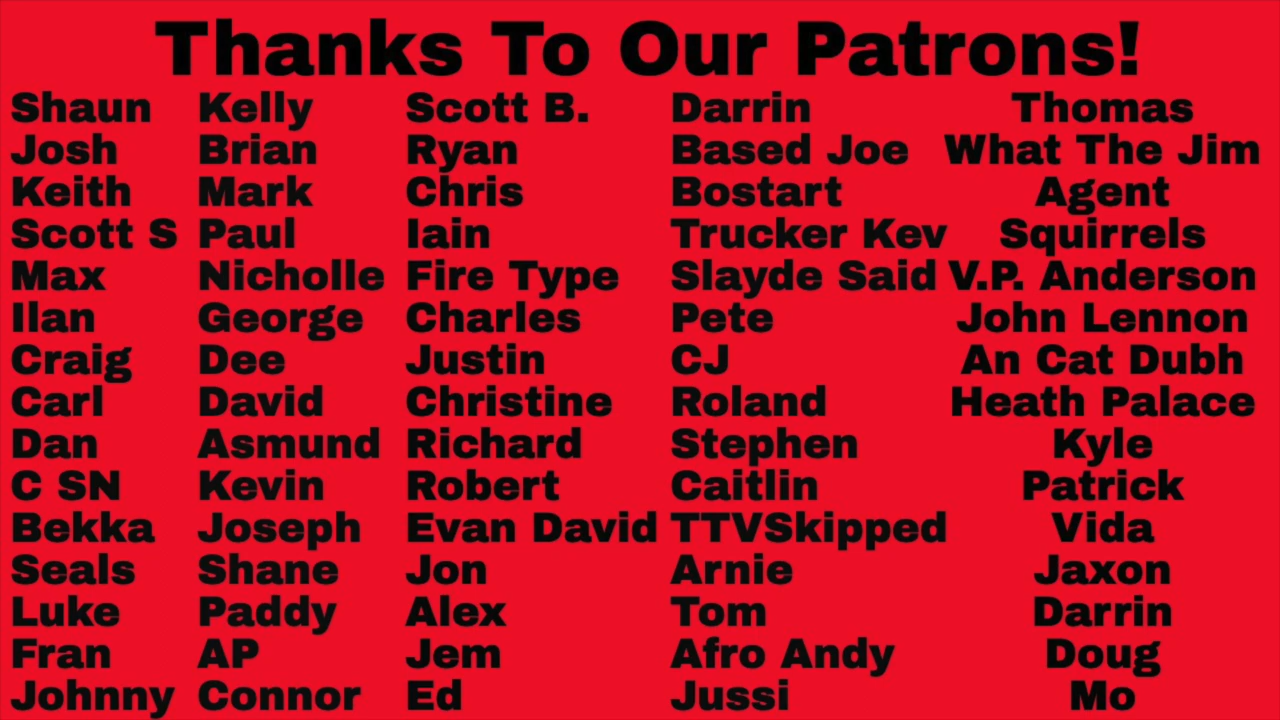 Thanks To Our Patrons!
Shaun Kelly Scott B. Darrin Thomas
Josh Brian Ryan Based Joe What The Jim
Keith Mark Chris Bostart Agent
Scott S Paul Iain Trucker Kev Squirrels
Max Nicholle Fire Type Slayde Said V.P. Anderson
Ilan George Charles Pete John Lennon
Craig Dee Justin CJ An Cat Dubh
Carl David Christine Roland Heath Palace
Dan Asmund Richard Stephen Kyle
C SN Kevin Robert Caitlin Patrick
Bekka Joseph Evan David TTVSkipped Vida
Seals Shane Jon Arnie Jaxon
Luke Paddy Alex Tom Darrin
Fran AP Jem Afro Andy Doug
Johnny Connor Ed Jussi Mo